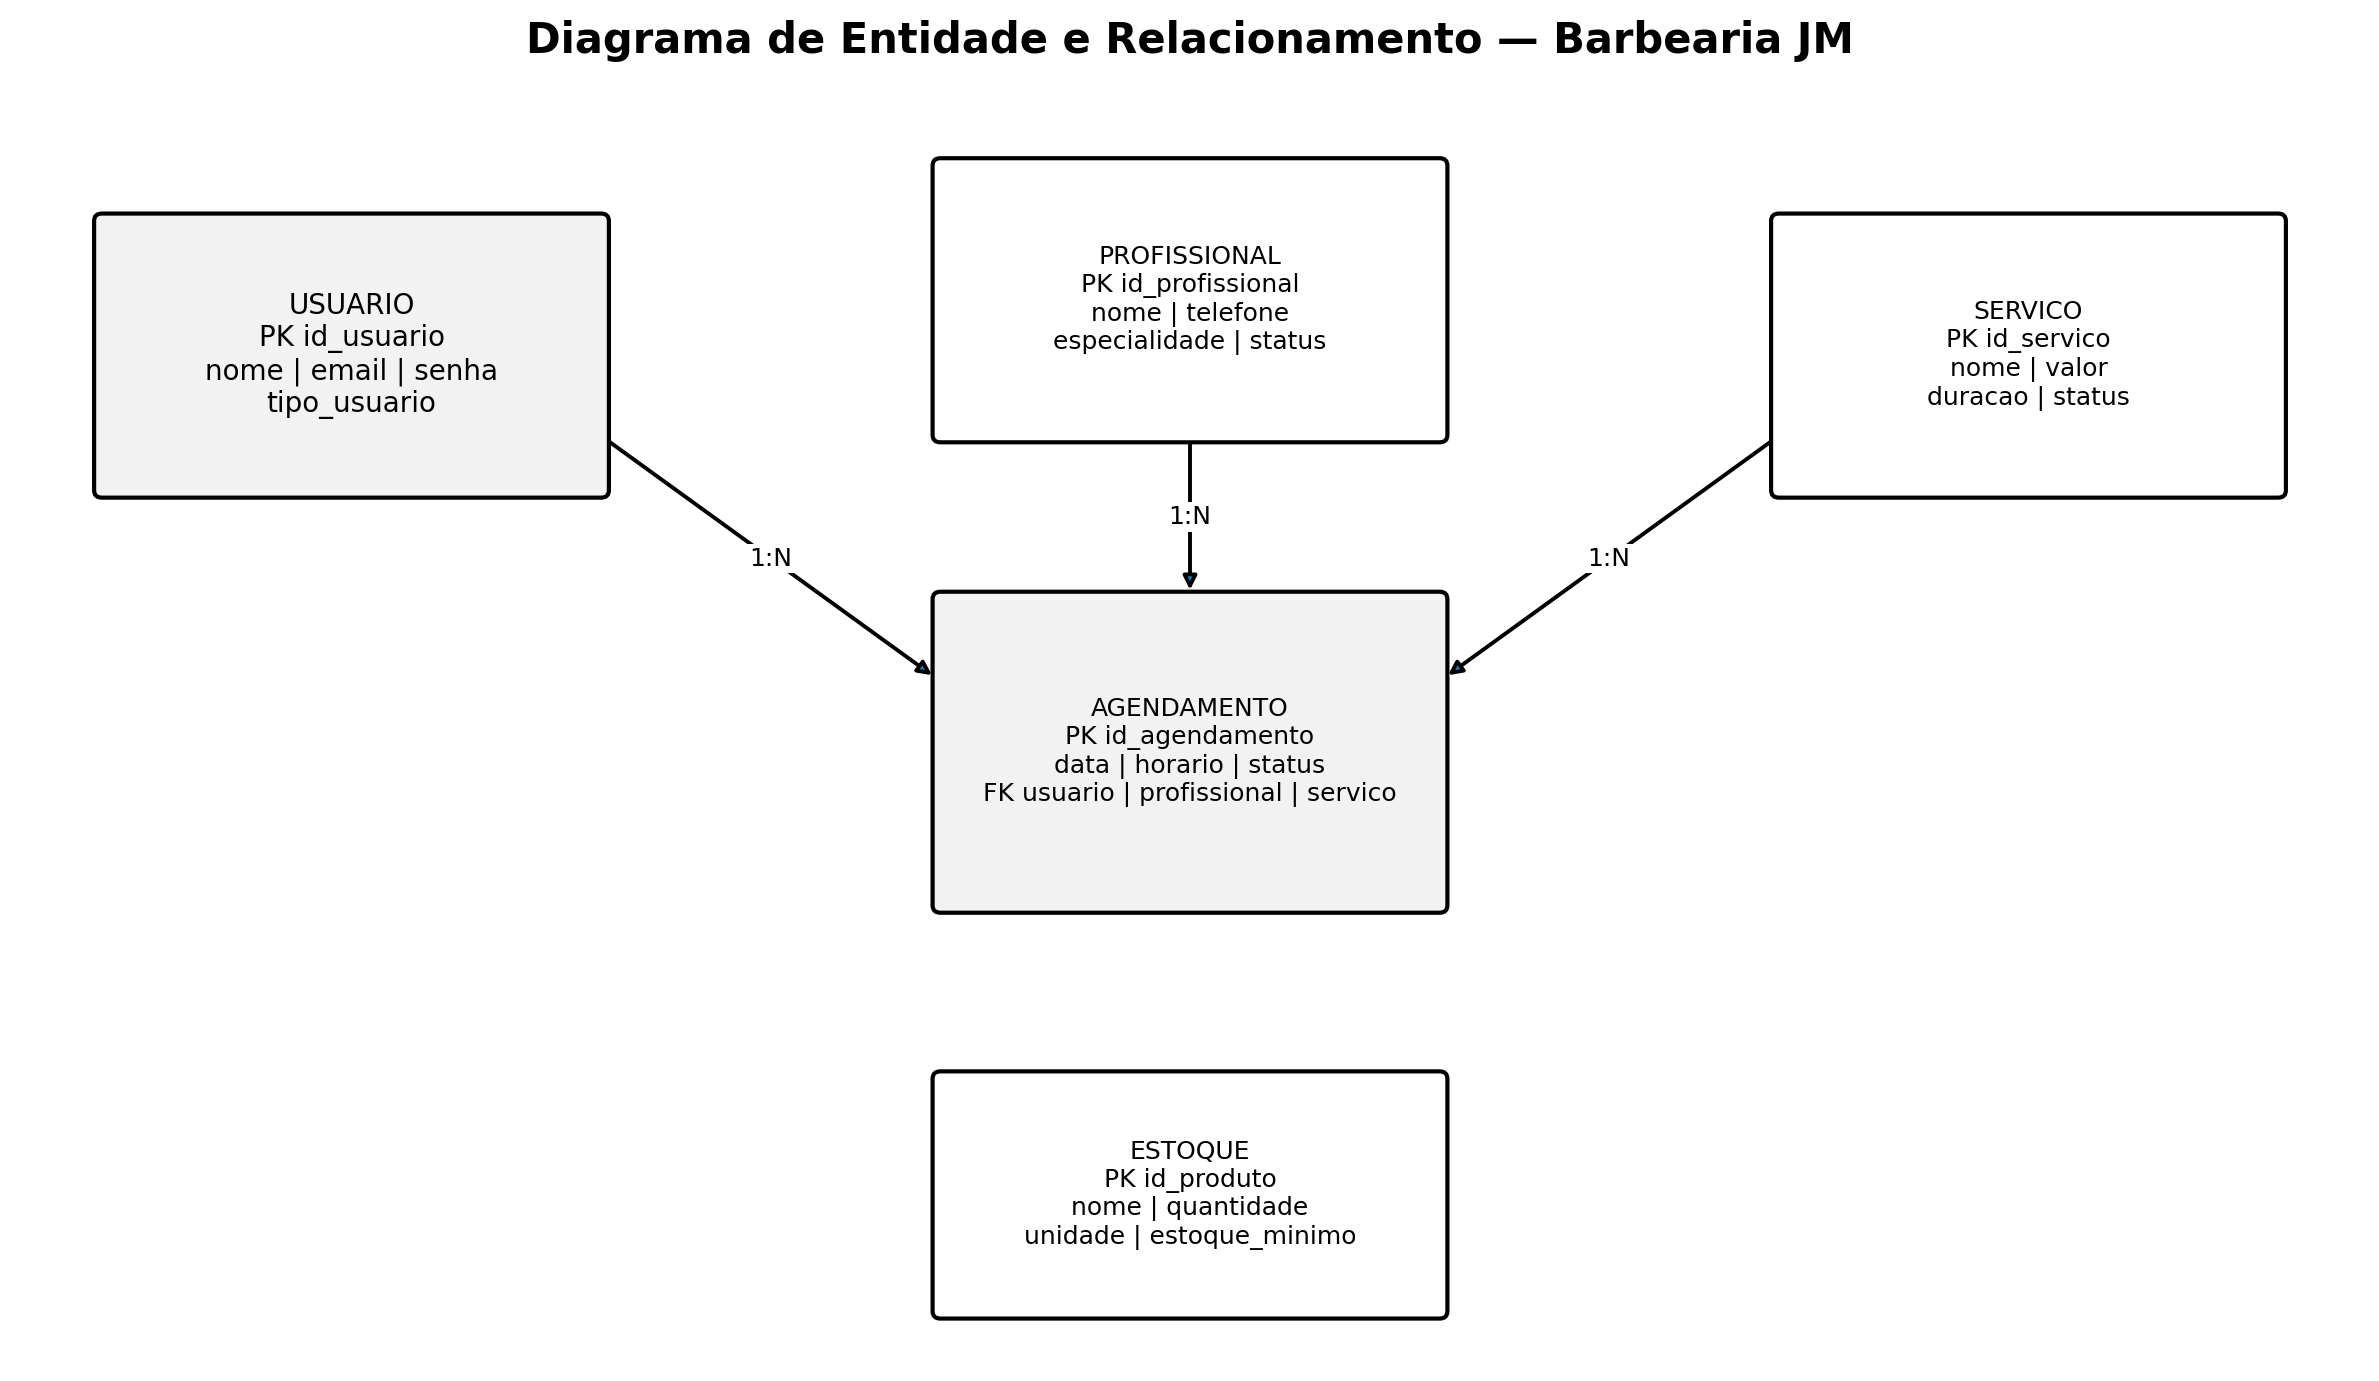 Diagrama de Entidade e Relacionamento — Barbearia JM
USUARIO
PK id_usuario
nome | email | senha
tipo_usuario
PROFISSIONAL
PK id_profissional
nome | telefone
especialidade | status
SERVICO
PK id_servico
nome | valor
duracao | status
1:N
1:N
1:N
AGENDAMENTO
PK id_agendamento
data | horario | status
FK usuario | profissional | servico
ESTOQUE
PK id_produto
nome | quantidade
unidade | estoque_minimo